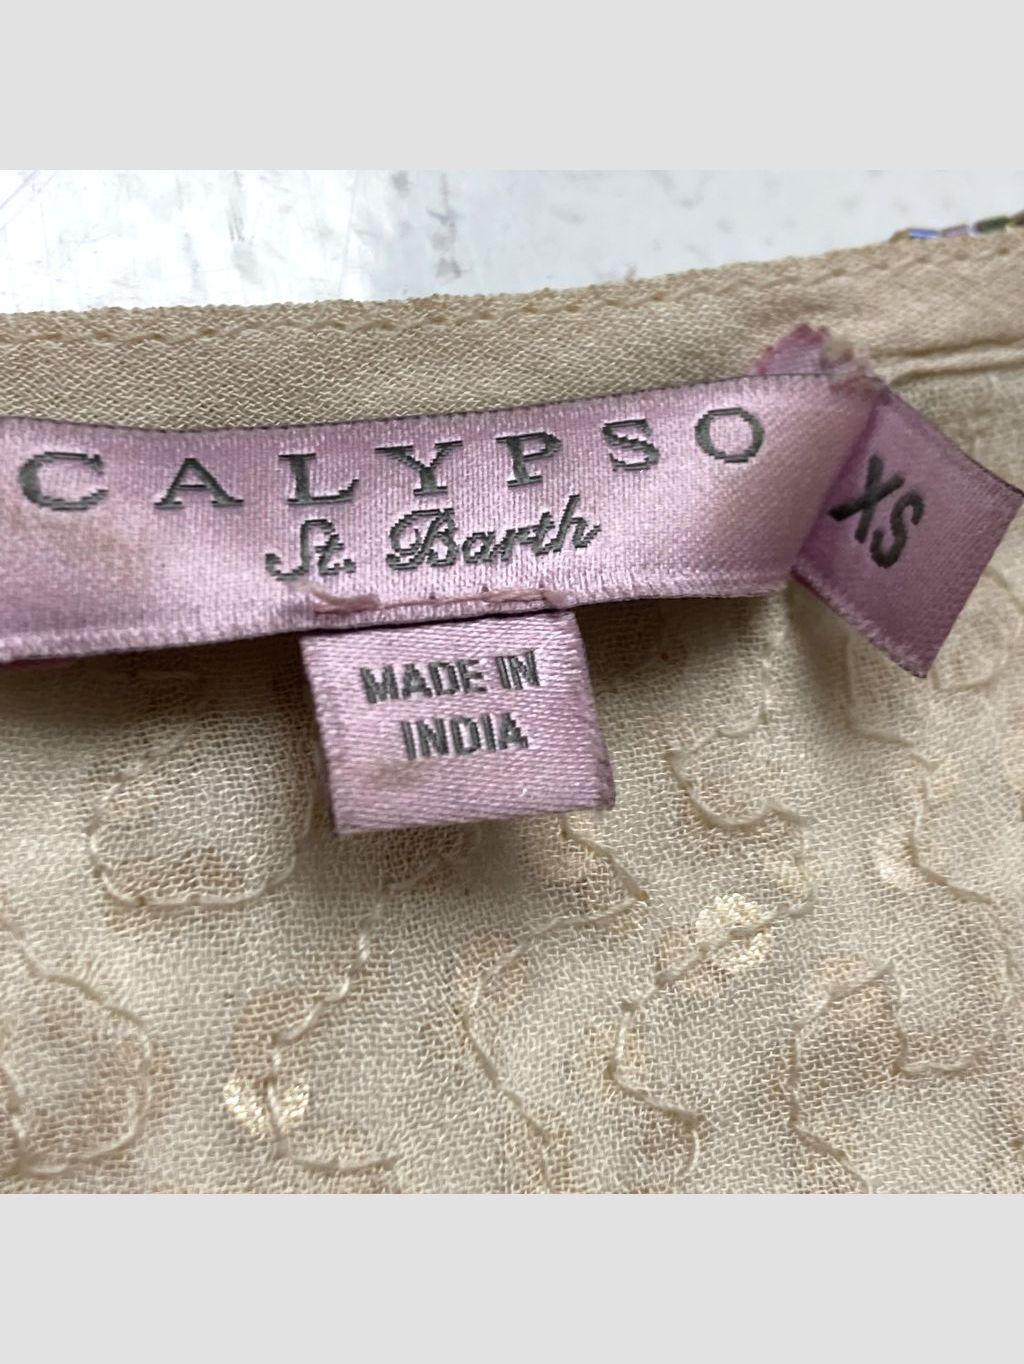 CALYPSO
St. Barth
XS
MADE IN
INDIA